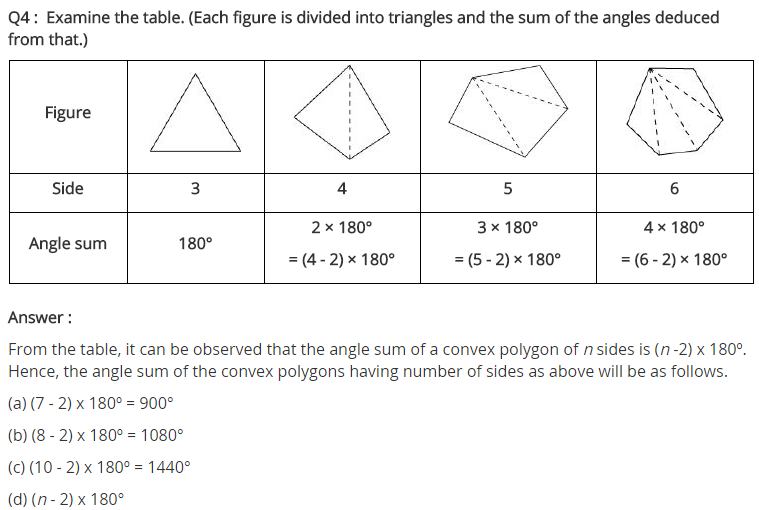 Q4 : Examine the table. (Each figure is divided into triangles and the sum of the angles deduced
from that.)
Figure
Side 3 4 5 6
Angle sum 180° 2 × 180° 3 × 180° 4 × 180°
= (4 - 2) × 180° = (5 - 2) × 180° = (6 - 2) × 180°
Answer :
From the table, it can be observed that the angle sum of a convex polygon of n sides is (n -2) x 180º.
Hence, the angle sum of the convex polygons having number of sides as above will be as follows.
(a) (7 - 2) x 180º = 900°
(b) (8 - 2) x 180º = 1080°
(c) (10 - 2) x 180º = 1440°
(d) (n - 2) x 180°